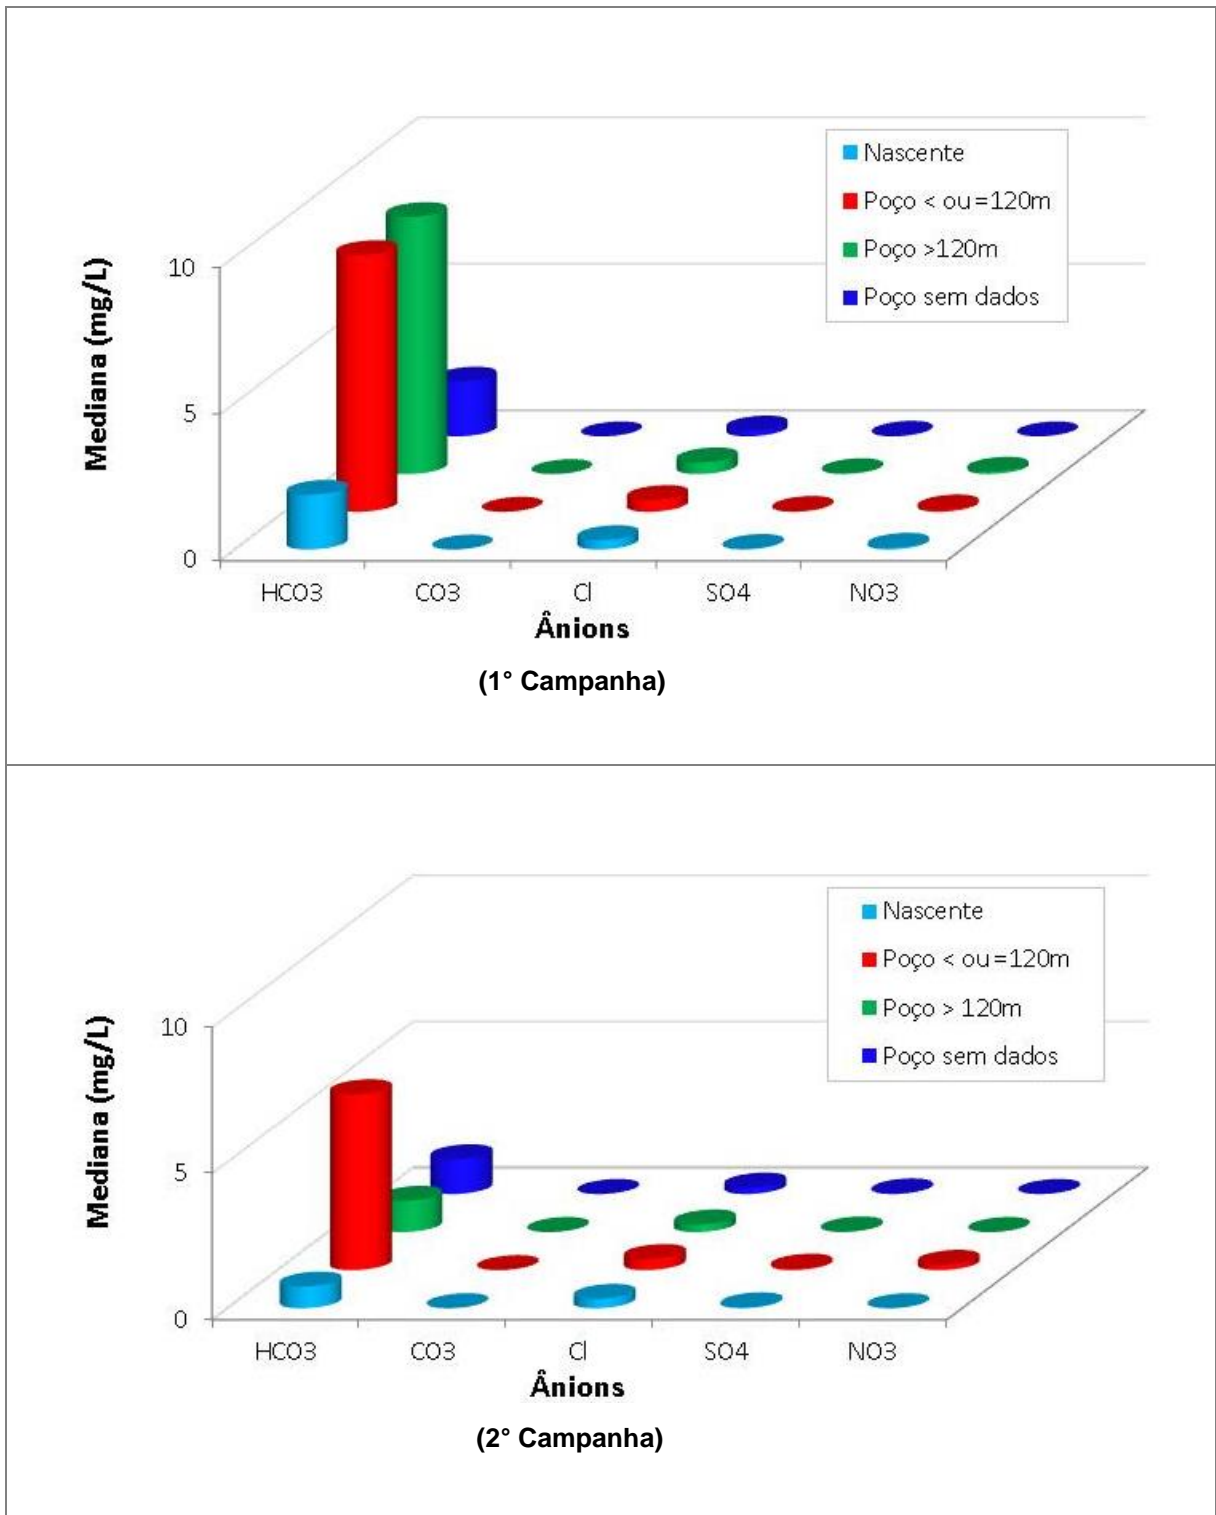 Nascente
Poço < ou =120m
Poço >120m
Poço sem dados
Mediana (mg/L)
10
5
0
HCO3 CO3 Cl SO4 NO3
Ânions
(1° Campanha)
Nascente
Poço < ou =120m
Poço > 120m
Poço sem dados
Mediana (mg/L)
10
5
0
HCO3 CO3 Cl SO4 NO3
Ânions
(2° Campanha)